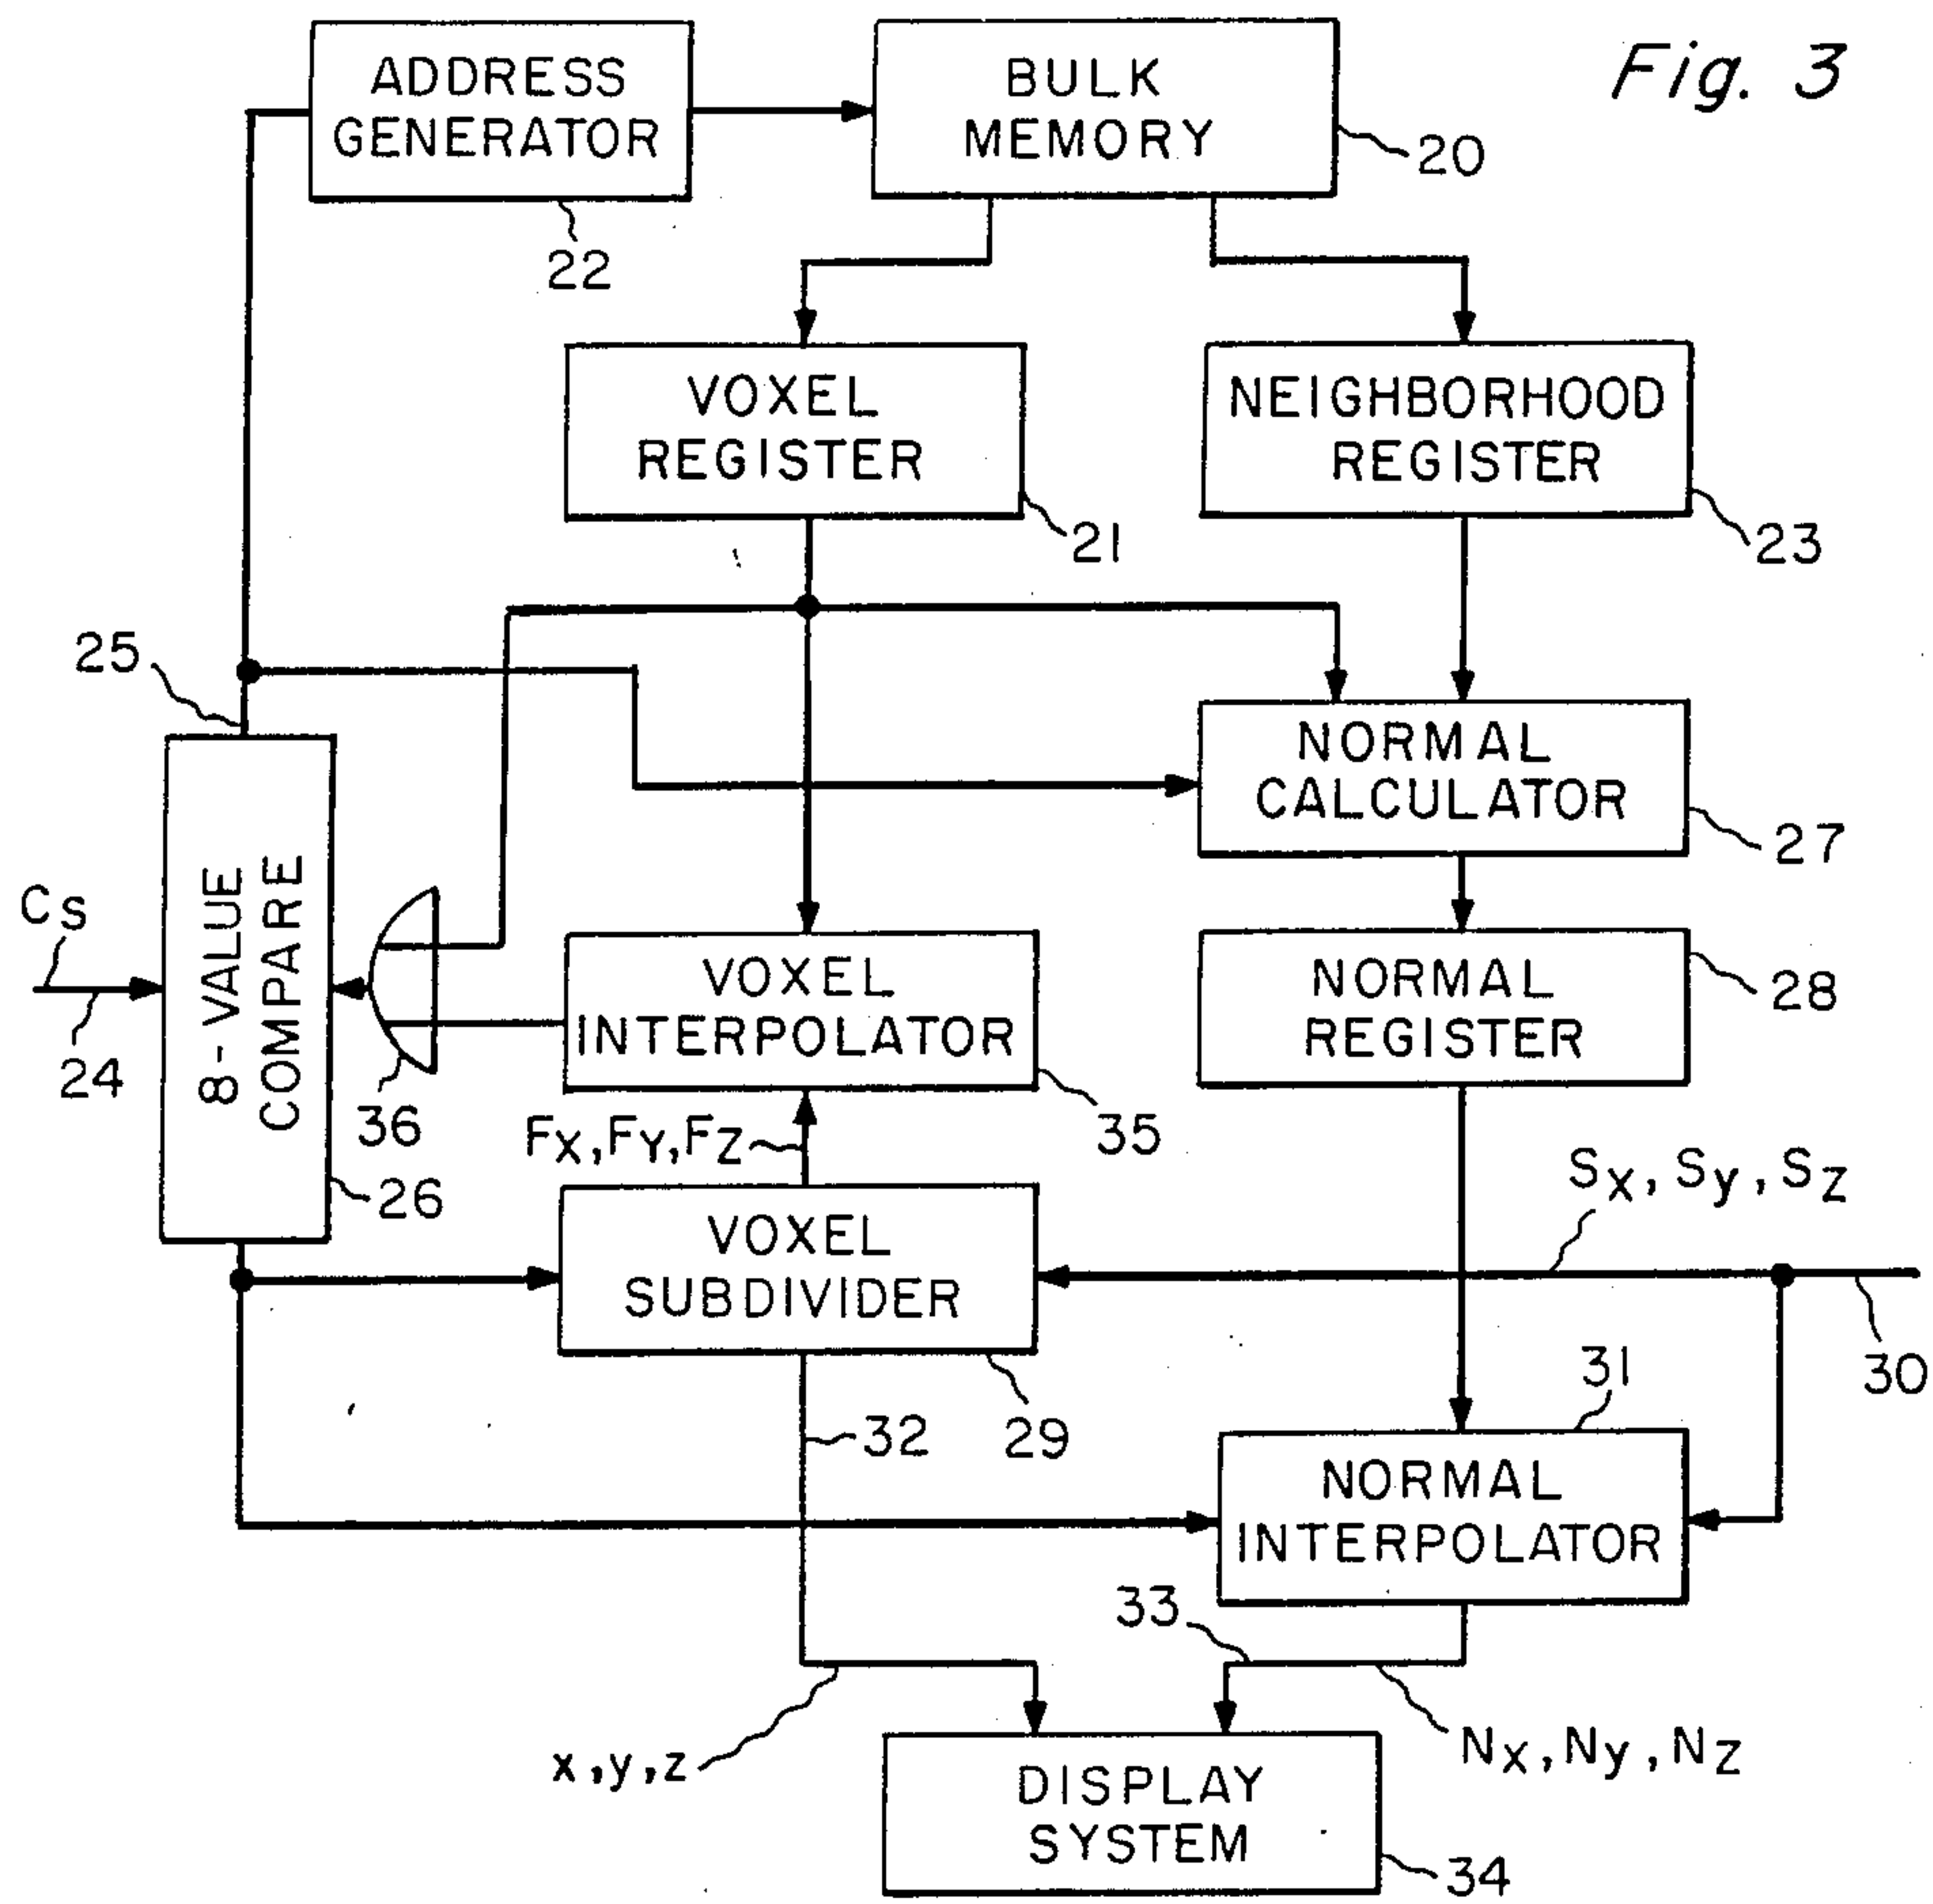 Fig. 3
ADDRESS
GENERATOR
22
BULK
MEMORY
20
VOXEL
REGISTER
21
NEIGHBORHOOD
REGISTER
23
25
NORMAL
CALCULATOR
27
Cs
24
8-VALUE
COMPARE
26
36
VOXEL
INTERPOLATOR
35
NORMAL
REGISTER
28
Fx, Fy, Fz
Sx, Sy, Sz
VOXEL
SUBDIVIDER
29
30
31
32
NORMAL
INTERPOLATOR
33
x, y, z
Nx, Ny, Nz
DISPLAY
SYSTEM
34